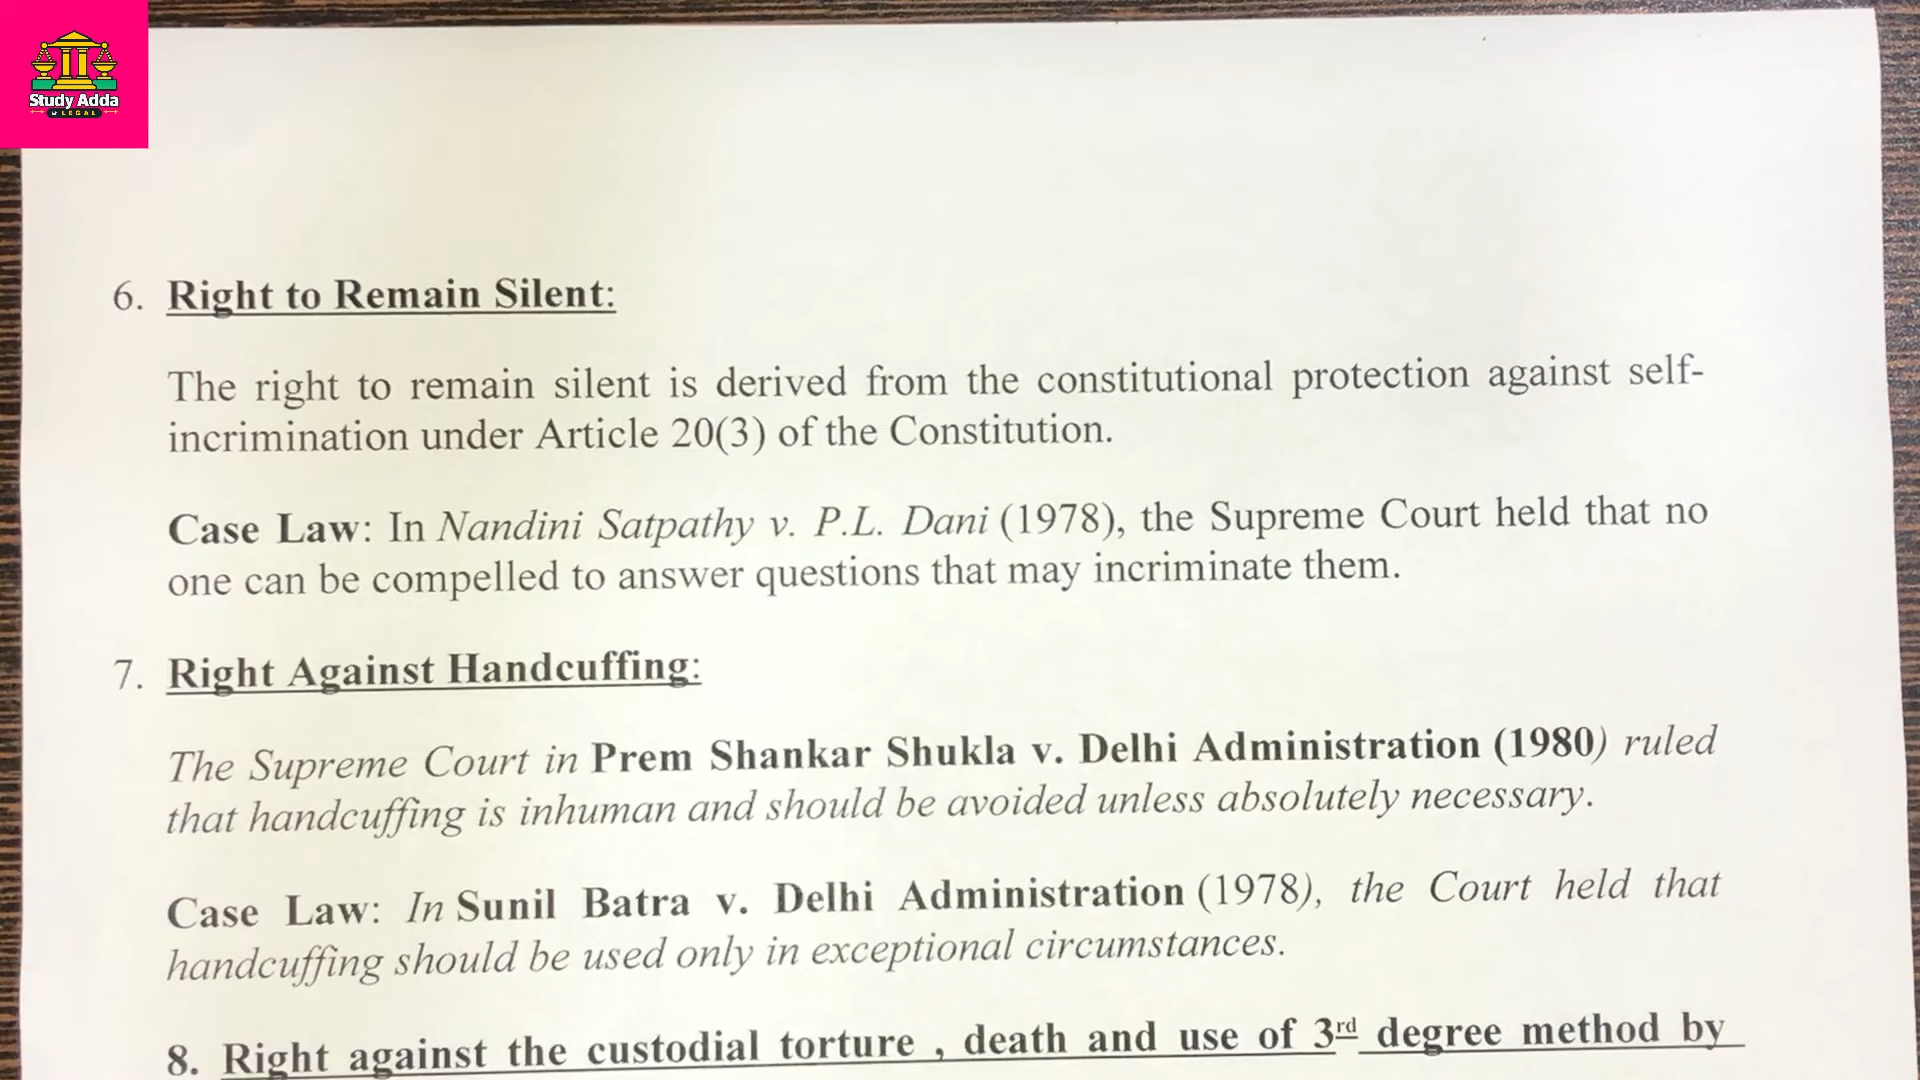 Study Adda
LEGAL
6. Right to Remain Silent:
The right to remain silent is derived from the constitutional protection against self-
incrimination under Article 20(3) of the Constitution.
Case Law: In Nandini Satpathy v. P.L. Dani (1978), the Supreme Court held that no
one can be compelled to answer questions that may incriminate them.
7. Right Against Handcuffing:
The Supreme Court in Prem Shankar Shukla v. Delhi Administration (1980) ruled
that handcuffing is inhuman and should be avoided unless absolutely necessary.
Case Law: In Sunil Batra v. Delhi Administration (1978), the Court held that
handcuffing should be used only in exceptional circumstances.
8. Right against the custodial torture , death and use of 3rd degree method by